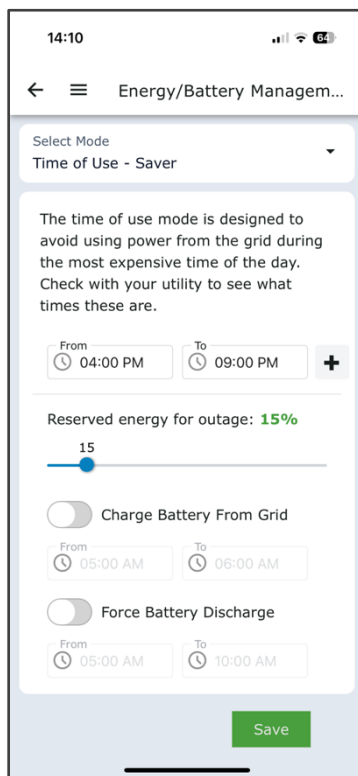 14:10
64
Energy/Battery Managem...
Select Mode
Time of Use - Saver
The time of use mode is designed to
avoid using power from the grid during
the most expensive time of the day.
Check with your utility to see what
times these are.
From To
04:00 PM 09:00 PM +
Reserved energy for outage: 15%
15
Charge Battery From Grid
From To
05:00 AM 06:00 AM
Force Battery Discharge
From To
05:00 AM 10:00 AM
Save